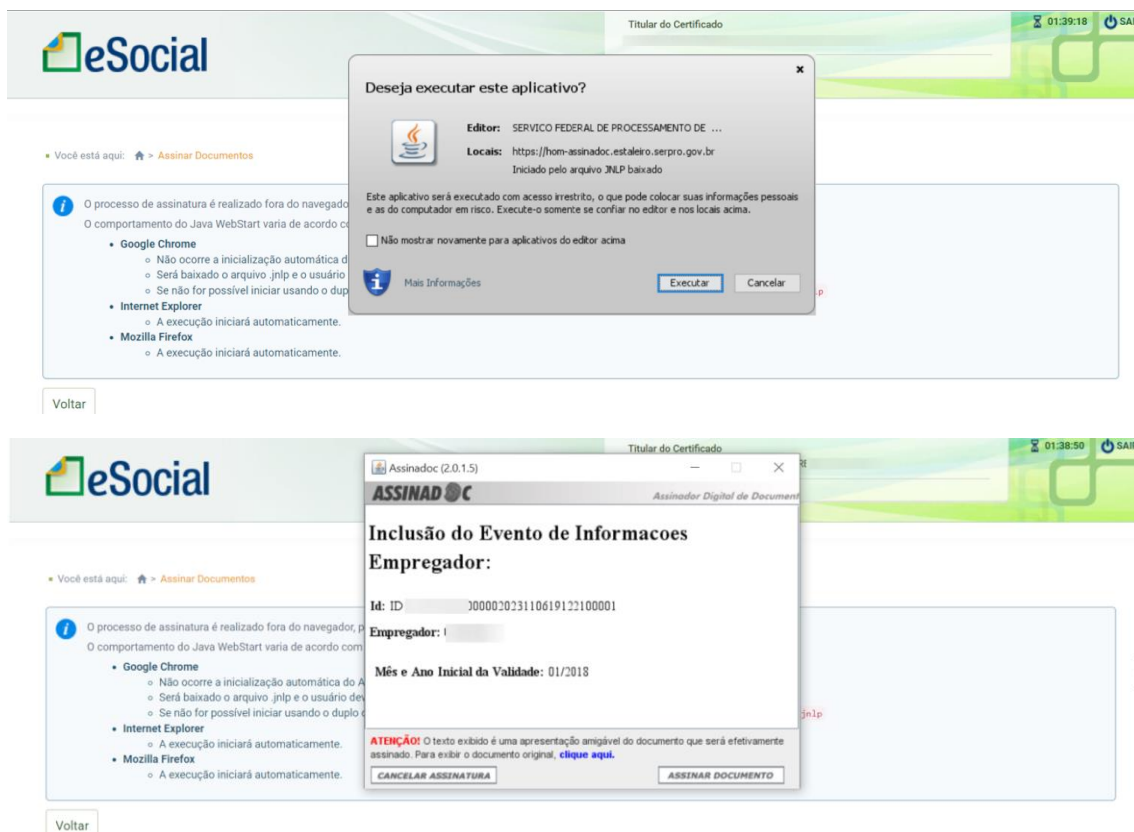 eSocial
Titular do Certificado
01:39:18
Deseja executar este aplicativo?
Editor: SERVICO FEDERAL DE PROCESSAMENTO DE ...
Locais: https://hom-assinadoc.estaleiro.serpro.gov.br
Iniciado pelo arquivo JNLP baixado
Este aplicativo será executado com acesso irrestrito, o que pode colocar suas informações pessoais
e as do computador em risco. Execute-o somente se confiar no editor e nos locais acima.
Não mostrar novamente para aplicativos do editor acima
Mais Informações
Executar
Cancelar
Você está aqui: > Assinar Documentos
O processo de assinatura é realizado fora do navegado
O comportamento do Java WebStart varia de acordo
Google Chrome
Não ocorre a inicialização automática d
Será baixado o arquivo .jnlp e o usuário
Se não for possível iniciar usando o dup
Internet Explorer
A execução iniciará automaticamente.
Mozilla Firefox
A execução iniciará automaticamente.
Voltar
eSocial
Titular do Certificado
01:38:50
Assinadoc (2.0.1.5)
ASSINADOC
Assinador Digital de Document
Inclusão do Evento de Informacoes
Empregador:
Id: ID 000002023110619122100001
Empregador:
Mês e Ano Inicial da Validade: 01/2018
ATENÇÃO! O texto exibido é uma apresentação amigável do documento que será efetivamente
assinado. Para exibir o documento original, clique aqui.
CANCELAR ASSINATURA
ASSINAR DOCUMENTO
Você está aqui: > Assinar Documentos
O processo de assinatura é realizado fora do navegador, p
O comportamento do Java WebStart varia de acordo com
Google Chrome
Não ocorre a inicialização automática do A
Será baixado o arquivo .jnlp e o usuário dev
Se não for possível iniciar usando o duplo
jnlp
Internet Explorer
A execução iniciará automaticamente.
Mozilla Firefox
A execução iniciará automaticamente.
Voltar